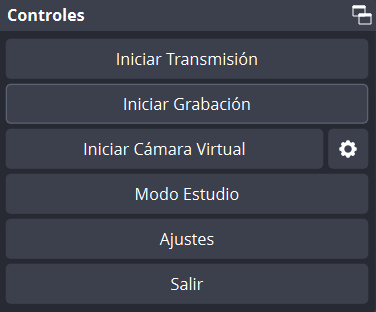 Controles
Iniciar Transmisión
Iniciar Grabación
Iniciar Cámara Virtual
Modo Estudio
Ajustes
Salir